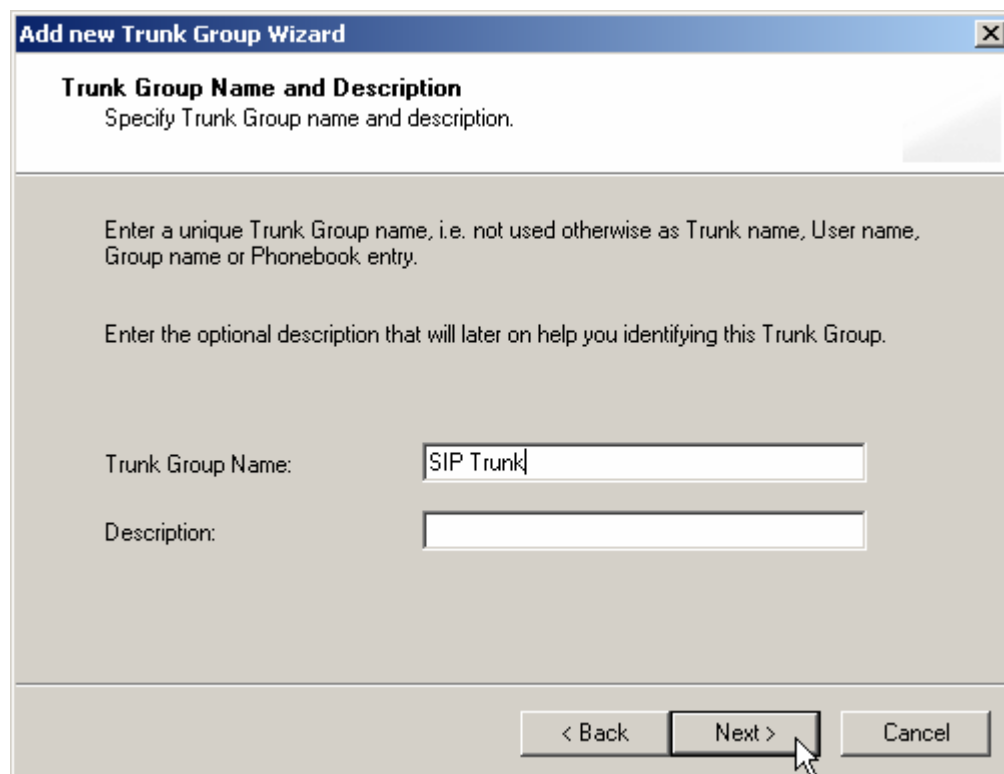 Add new Trunk Group Wizard
Trunk Group Name and Description
Specify Trunk Group name and description.
Enter a unique Trunk Group name, i.e. not used otherwise as Trunk name, User name,
Group name or Phonebook entry.
Enter the optional description that will later on help you identifying this Trunk Group.
Trunk Group Name: SIP Trunk
Description:
< Back Next > Cancel